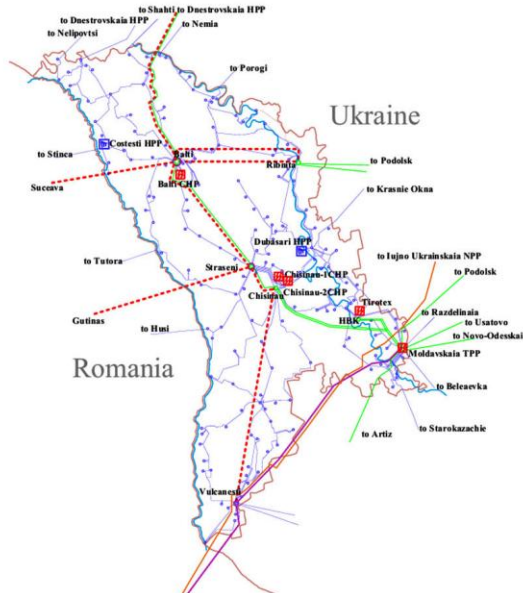 to Shahti to Dnestrovskaia HPP
to Dnestrovskaia HPP
to Nemia
to Nelipovtsi
to Porogi
Ukraine
Costesti HPP
to Stinca
Balti
Ribnita
to Podolsk
Balti CHP
Suceava
to Krasnie Okna
Dubăsari HPP
to Tutora
to Iujno Ukrainskaia NPP
Straseni
Chisinau-1CHP
to Podolsk
Chisinau-2CHP
Chisinau
Tirotex
to Razdelinaia
Gutinas
HBK
to Usatovo
to Husi
to Novo-Odesskai
Moldavskaia TPP
Romania
to Beleaevka
to Starokazachie
to Artiz
Vulcanesti